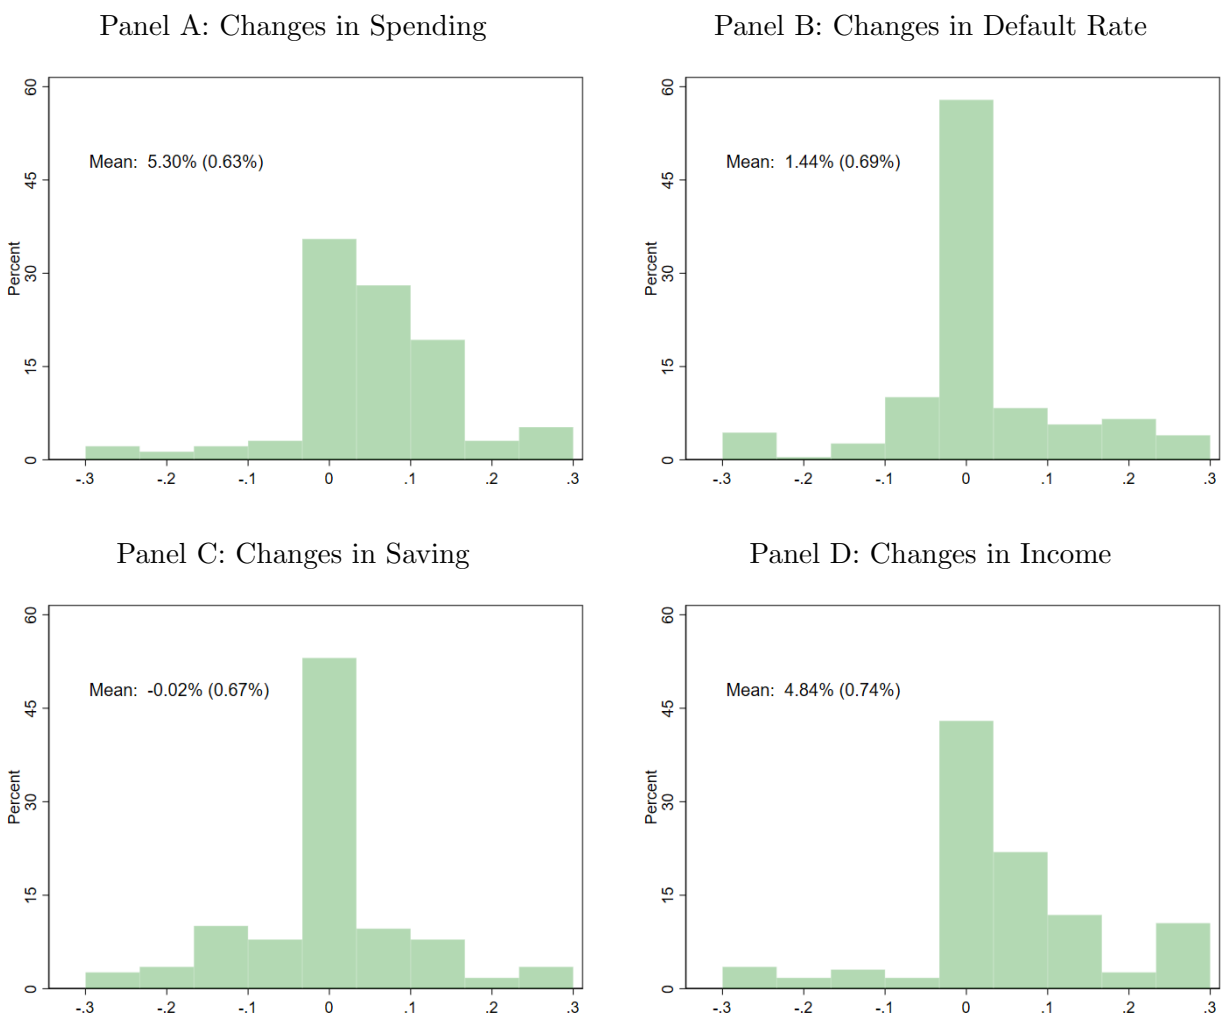 Panel A: Changes in Spending
Percent
60
45
30
15
0
Mean: 5.30% (0.63%)
-.3 -.2 -.1 0 .1 .2 .3
Panel B: Changes in Default Rate
Percent
60
45
30
15
0
Mean: 1.44% (0.69%)
-.3 -.2 -.1 0 .1 .2 .3
Panel C: Changes in Saving
Percent
60
45
30
15
0
Mean: -0.02% (0.67%)
-.3 -.2 -.1 0 .1 .2 .3
Panel D: Changes in Income
Percent
60
45
30
15
0
Mean: 4.84% (0.74%)
-.3 -.2 -.1 0 .1 .2 .3